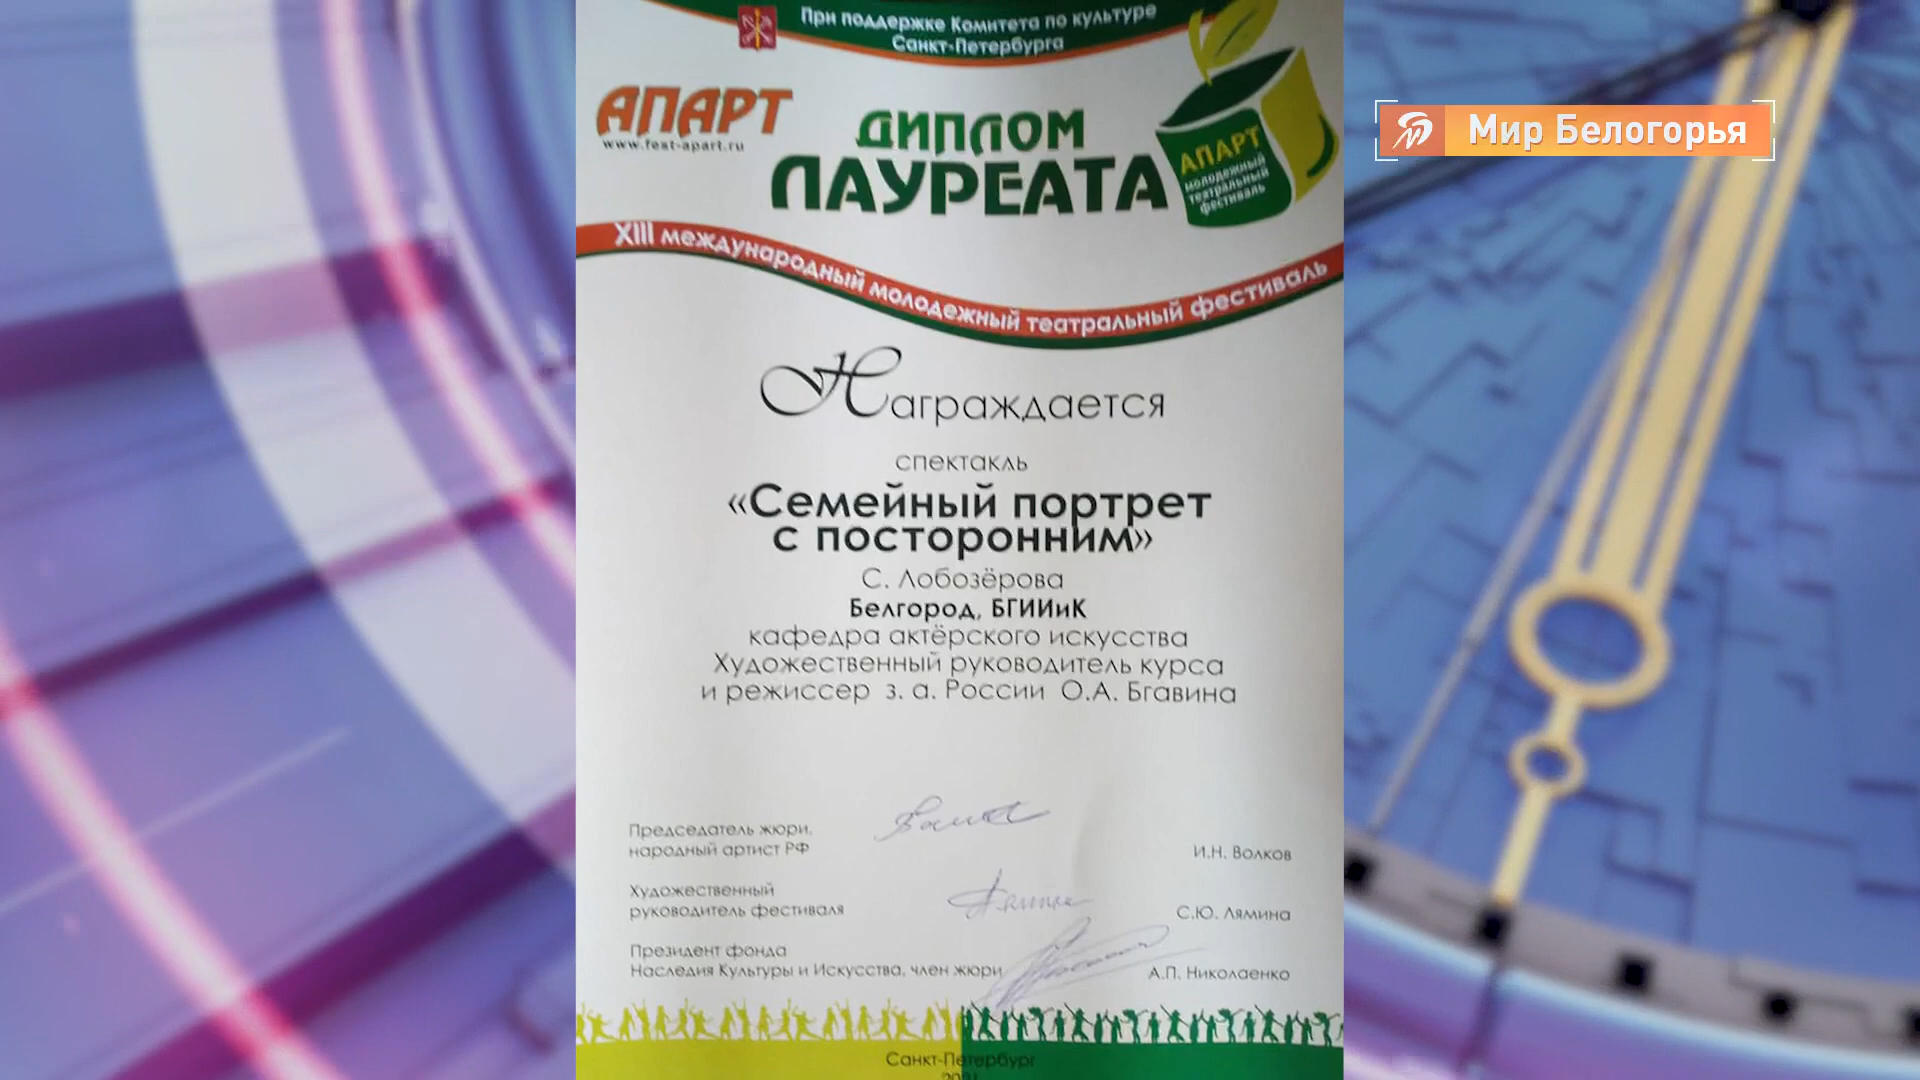 При поддержке Комитета по культуре
Санкт-Петербурга
АПАРТ
www.fest-apart.ru
ДИПЛОМ
ЛАУРЕАТА
АПАРТ
молодежный
театральный
фестиваль
Мир Белогорья
XIII международный молодежный театральный фестиваль
Награждается
спектакль
«Семейный портрет
с посторонним»
С. Лобозёрова
Белгород, БГИИиК
кафедра актёрского искусства
Художественный руководитель курса
и режиссер з. а. России О.А. Бгавина
Председатель жюри,
народный артист РФ
И.Н. Волков
Художественный
руководитель фестиваля
С.Ю. Лямина
Президент фонда
Наследия Культуры и Искусства, член жюри
А.П. Николаенко
Санкт-Петербург